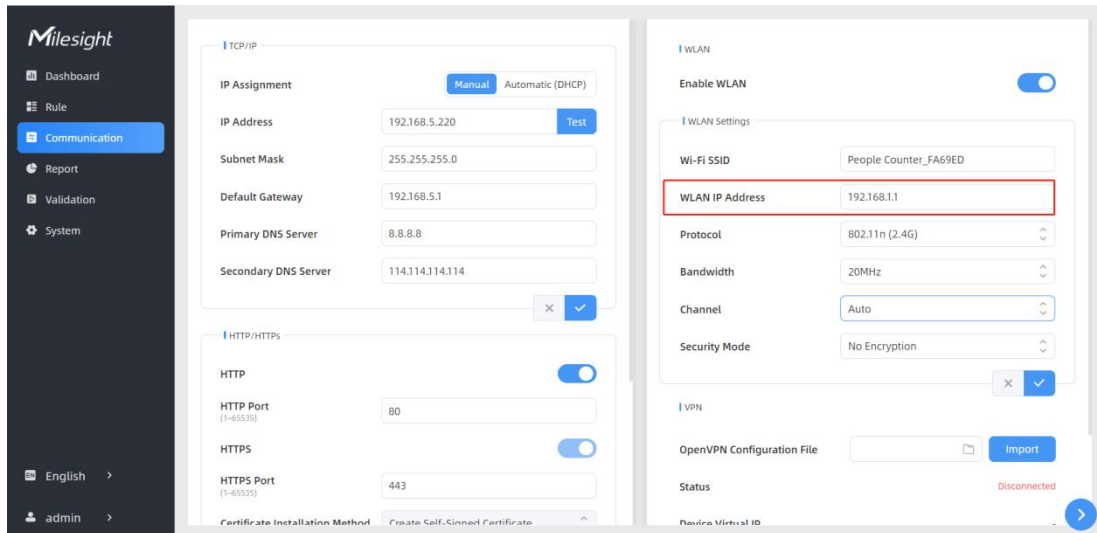 Milesight
Dashboard
Rule
Communication
Report
Validation
System
English >
admin >
TCP/IP
IP Assignment Manual Automatic (DHCP)
IP Address 192.168.5.220 Test
Subnet Mask 255.255.255.0
Default Gateway 192.168.5.1
Primary DNS Server 8.8.8.8
Secondary DNS Server 114.114.114.114
HTTP/HTTPs
HTTP
HTTP Port 80
(1~65535)
HTTPS
HTTPS Port 443
(1~65535)
Certificate Installation Method Create Self-Signed Certificate
WLAN
Enable WLAN
WLAN Settings
Wi-Fi SSID People Counter_FA69ED
WLAN IP Address 192.168.1.1
Protocol 802.11n (2.4G)
Bandwidth 20MHz
Channel Auto
Security Mode No Encryption
VPN
OpenVPN Configuration File Import
Status Disconnected
Device Virtual IP -